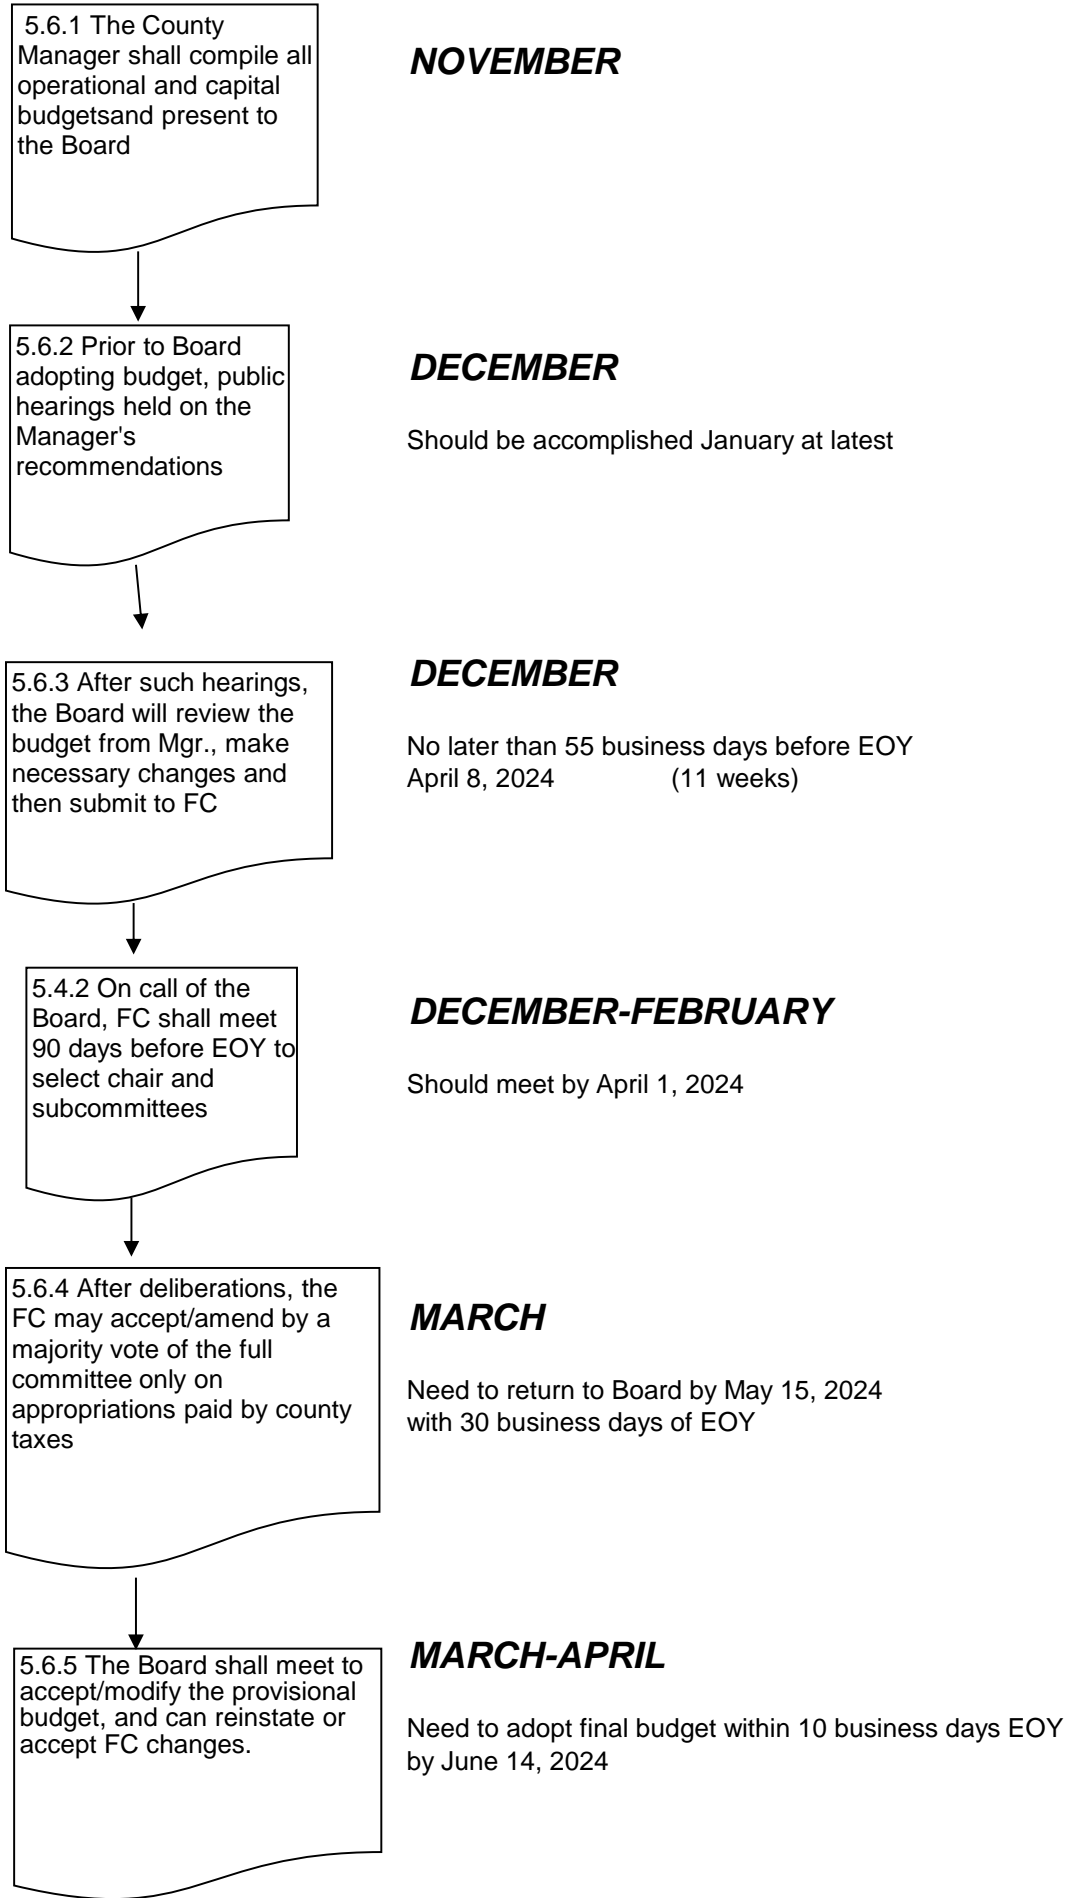 5.6.1 The County
Manager shall compile all
operational and capital
budgetsand present to
the Board
NOVEMBER
5.6.2 Prior to Board
adopting budget, public
hearings held on the
Manager's
recommendations
DECEMBER
Should be accomplished January at latest
5.6.3 After such hearings,
the Board will review the
budget from Mgr., make
necessary changes and
then submit to FC
DECEMBER
No later than 55 business days before EOY
April 8, 2024 (11 weeks)
5.4.2 On call of the
Board, FC shall meet
90 days before EOY to
select chair and
subcommittees
DECEMBER-FEBRUARY
Should meet by April 1, 2024
5.6.4 After deliberations, the
FC may accept/amend by a
majority vote of the full
committee only on
appropriations paid by county
taxes
MARCH
Need to return to Board by May 15, 2024
with 30 business days of EOY
5.6.5 The Board shall meet to
accept/modify the provisional
budget, and can reinstate or
accept FC changes.
MARCH-APRIL
Need to adopt final budget within 10 business days EOY
by June 14, 2024